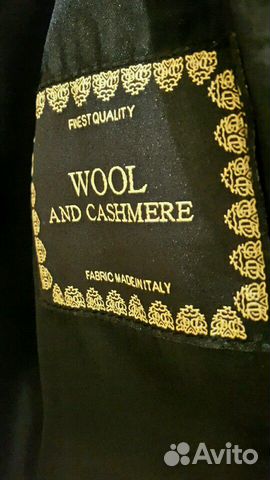 FINEST QUALITY
WOOL
AND CASHMERE
FABRIC MADE IN ITALY
Avito